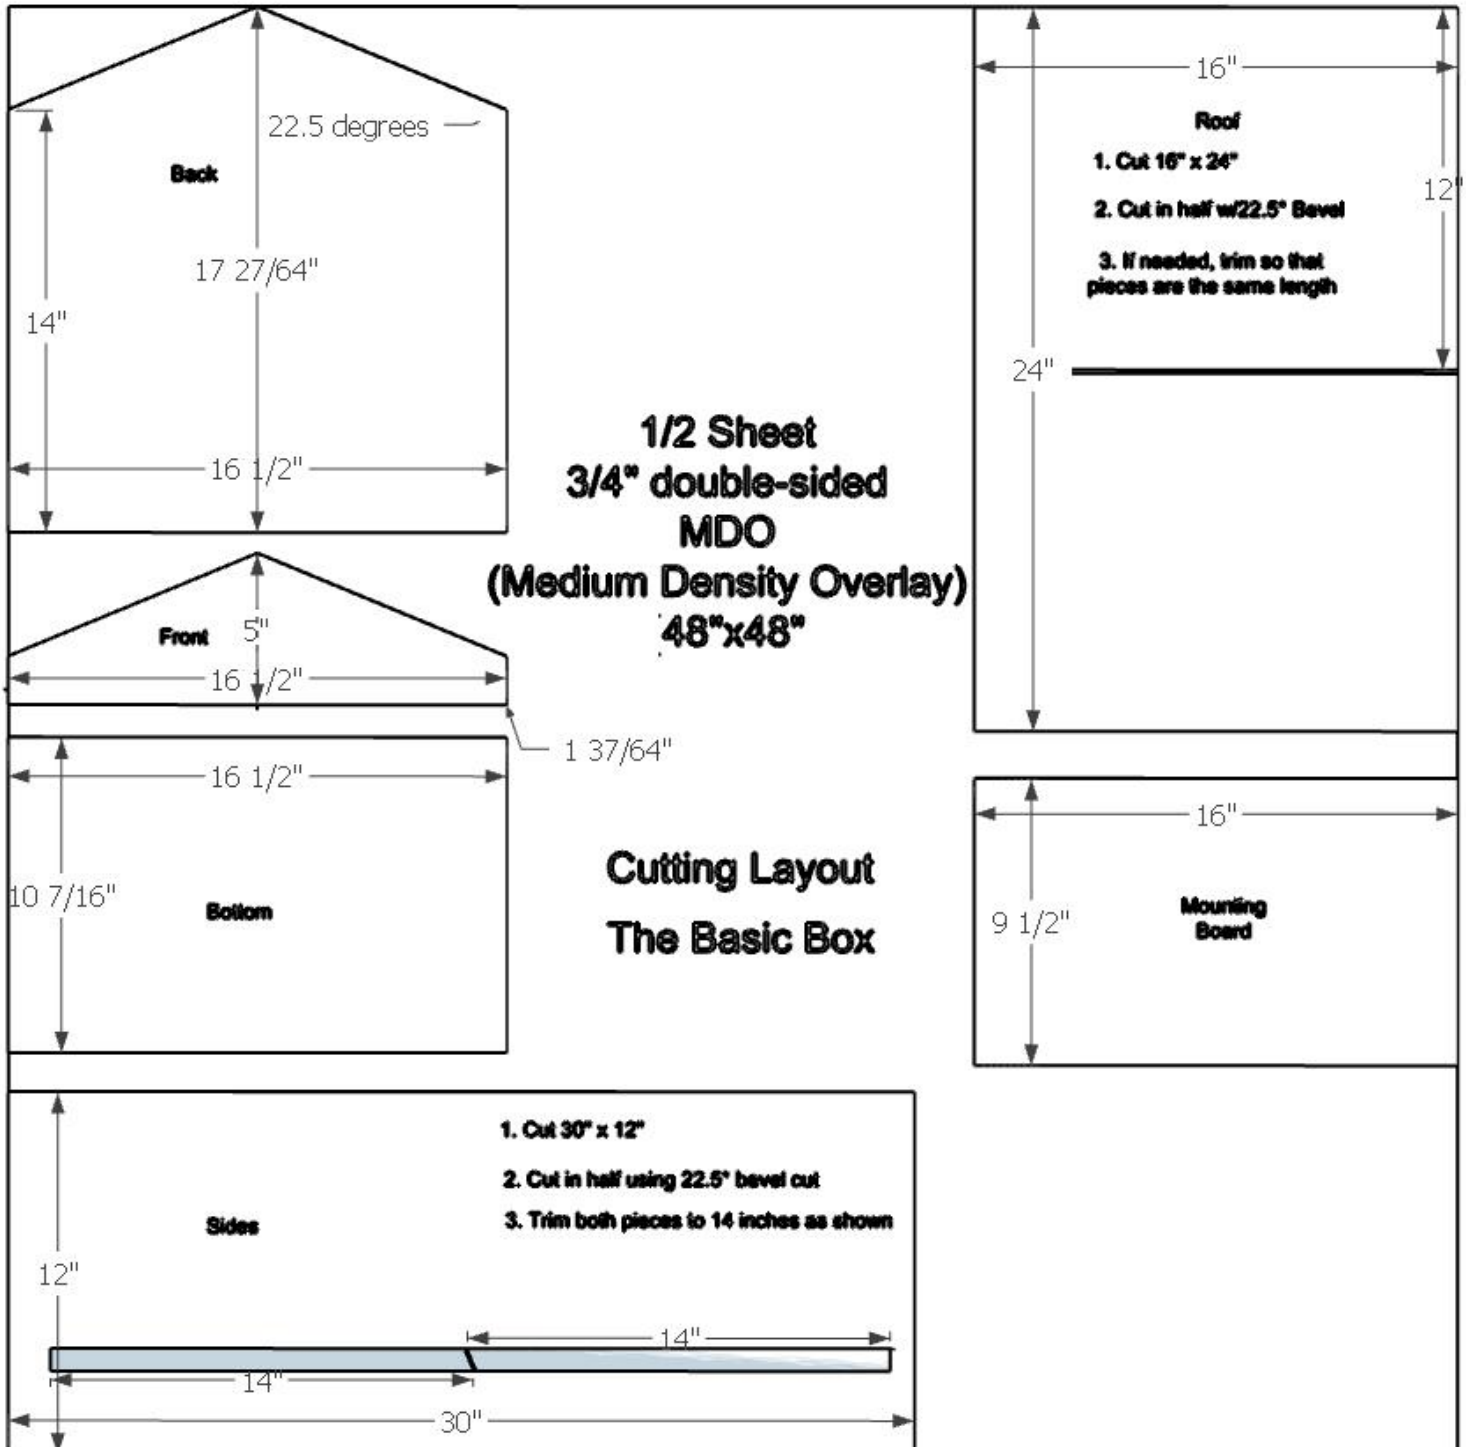 22.5 degrees
Back
17 27/64"
14"
16 1/2"
Front
5"
16 1/2"
1 37/64"
16 1/2"
10 7/16"
Bottom
1/2 Sheet
3/4" double-sided
MDO
(Medium Density Overlay)
48"x48"
Cutting Layout
The Basic Box
16"
Roof
1. Cut 16" x 24"
2. Cut in half w/22.5° Bevel
3. If needed, trim so that
pieces are the same length
12"
24"
16"
9 1/2"
Mounting
Board
1. Cut 30" x 12"
2. Cut in half using 22.5° bevel cut
3. Trim both pieces to 14 inches as shown
Sides
12"
14"
14"
30"